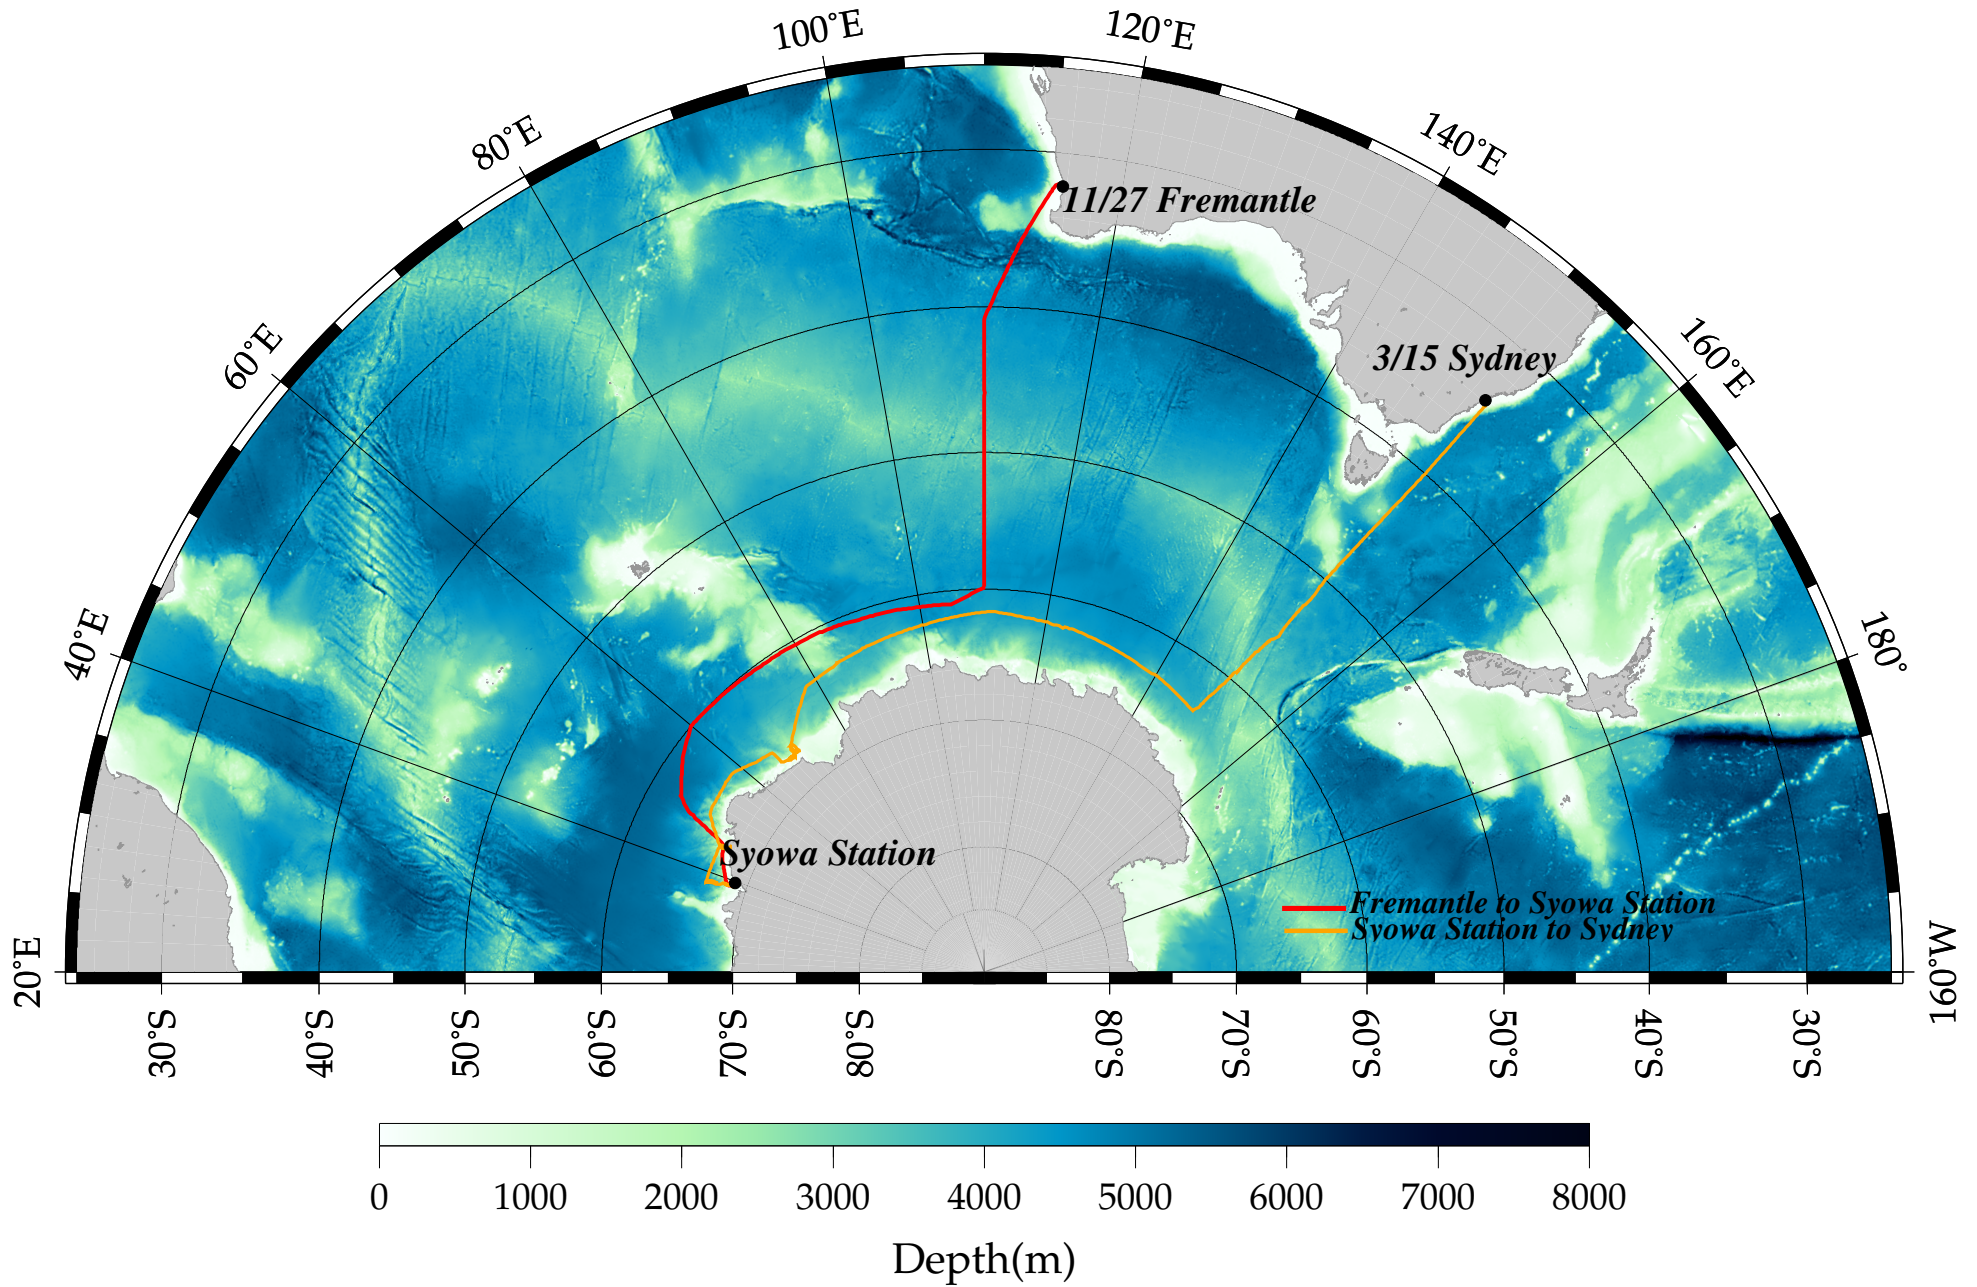 100°E
120°E
80°E
140°E
60°E
160°E
40°E
180°
20°E
160°W
11/27 Fremantle
3/15 Sydney
Syowa Station
Fremantle to Syowa Station
Syowa Station to Sydney
30°S
40°S
50°S
60°S
70°S
80°S
80°S
70°S
60°S
50°S
40°S
30°S
0
1000
2000
3000
4000
5000
6000
7000
8000
Depth(m)